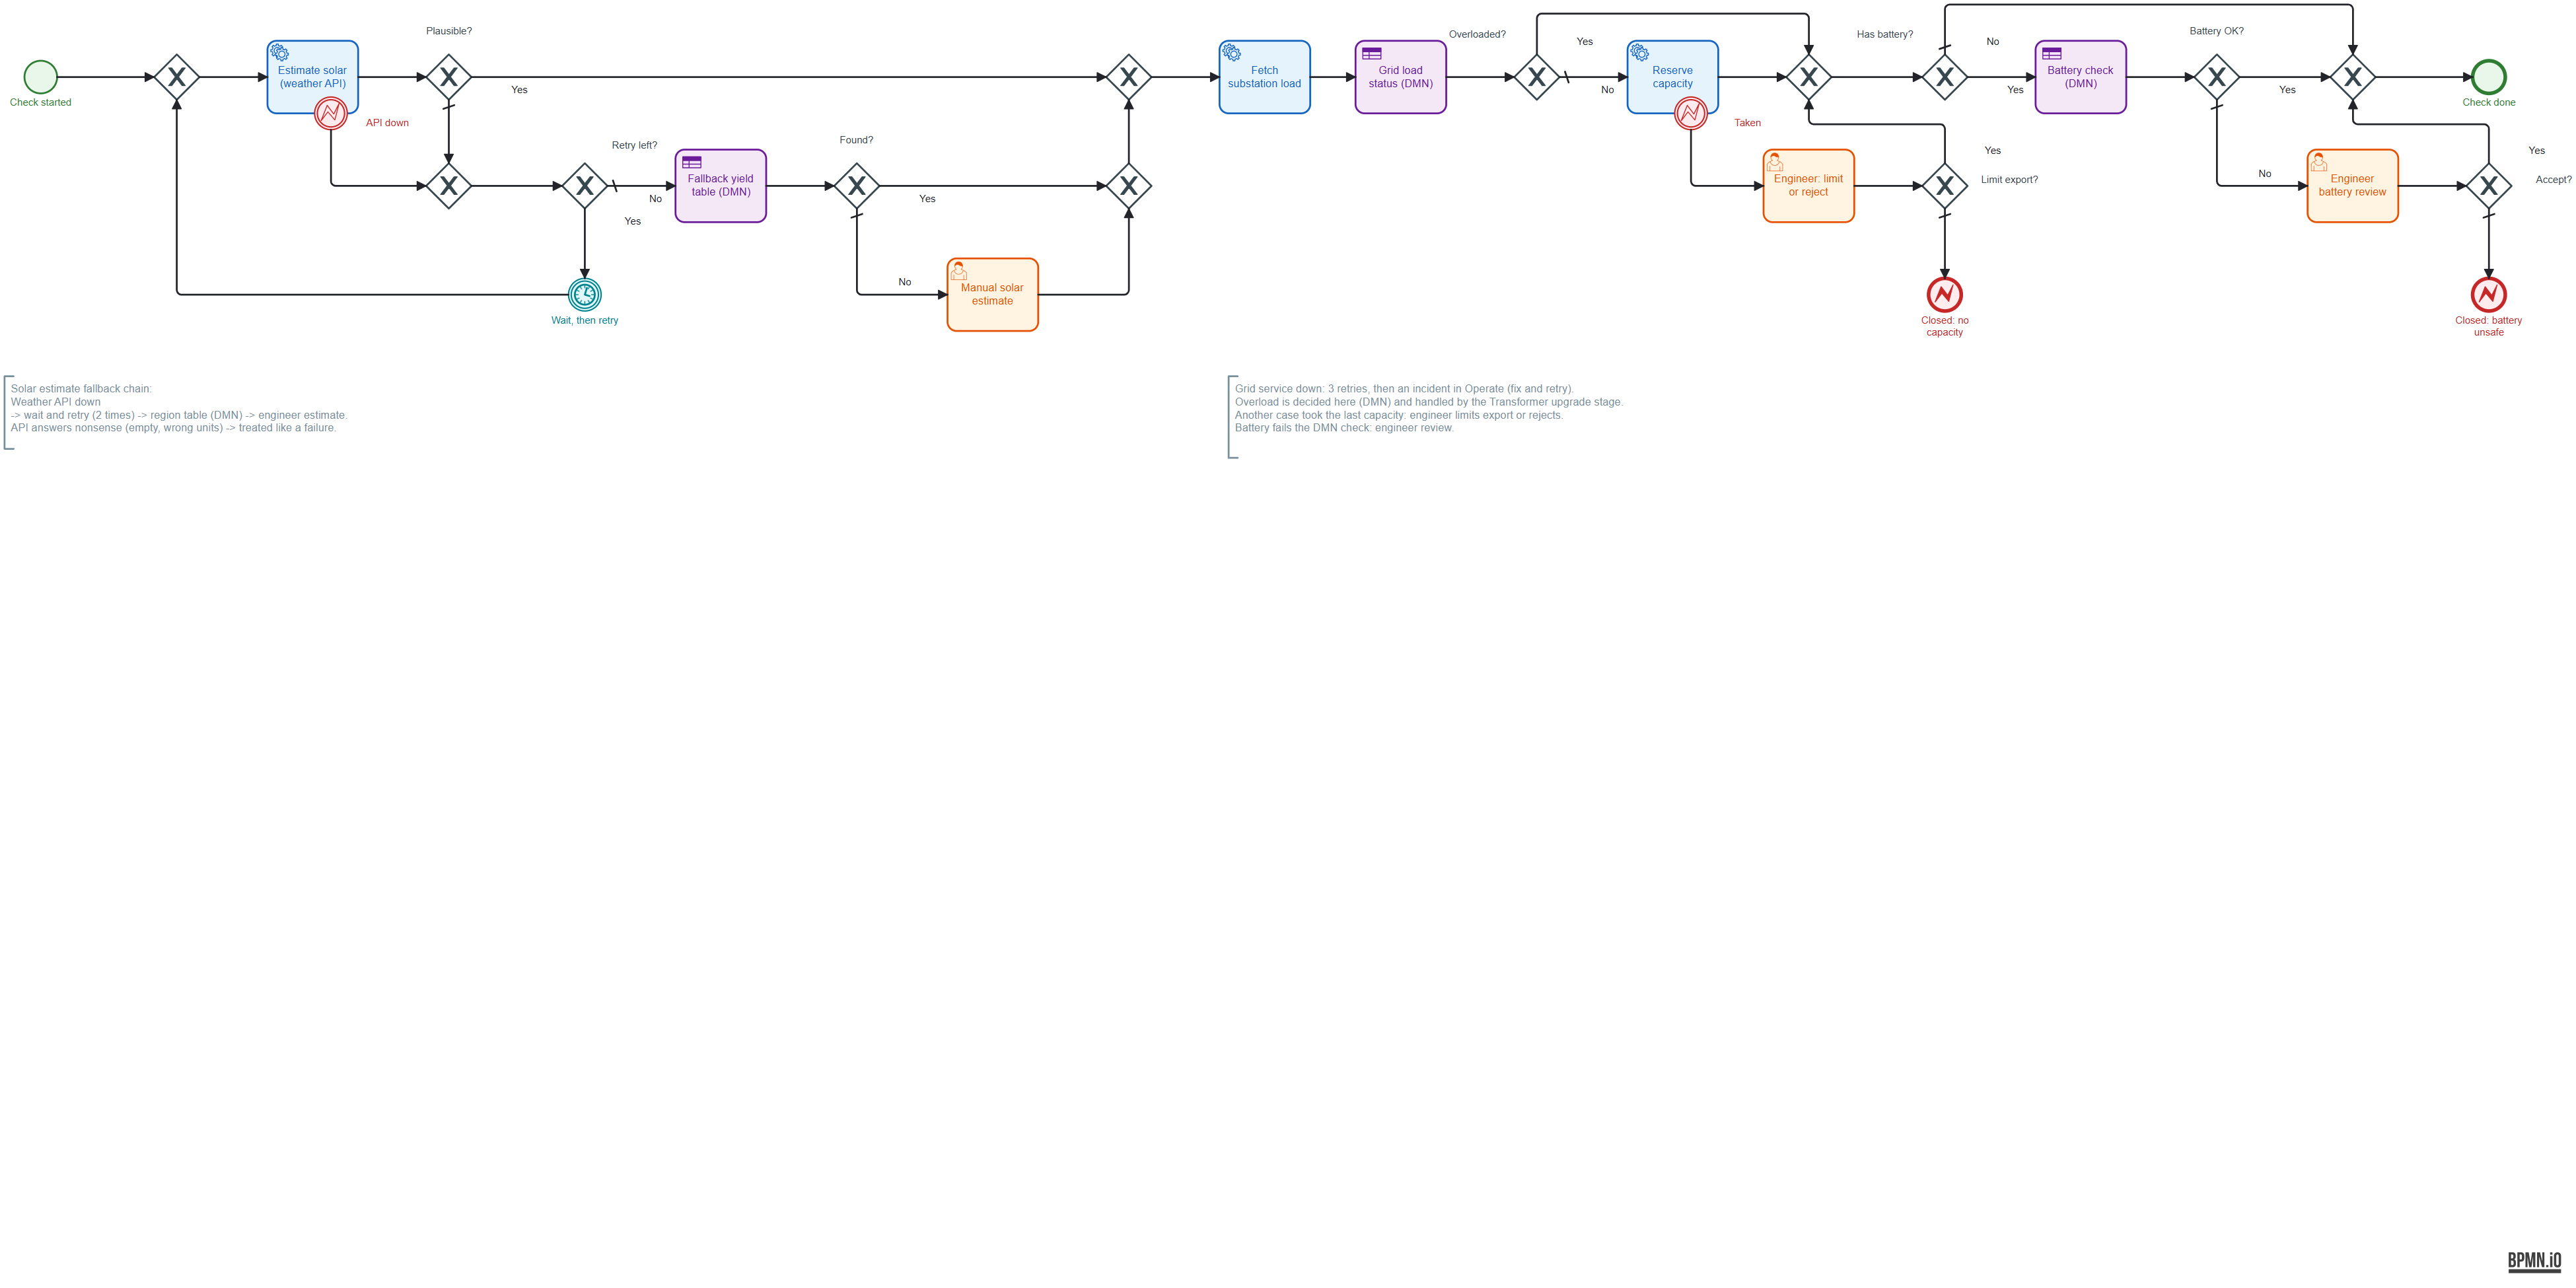 Check started
Estimate solar
(weather API)
API down
Plausible?
Yes
Retry left?
No
Yes
Wait, then retry
Fallback yield
table (DMN)
Found?
Yes
No
Manual solar
estimate
Fetch
substation load
Grid load
status (DMN)
Overloaded?
Yes
No
Reserve
capacity
Taken
Engineer: limit
or reject
Limit export?
Yes
Closed: no
capacity
Has battery?
No
Yes
Battery check
(DMN)
Battery OK?
Yes
No
Engineer
battery review
Accept?
Yes
Closed: battery
unsafe
Check done
Solar estimate fallback chain:
Weather API down
-> wait and retry (2 times) -> region table (DMN) -> engineer estimate.
API answers nonsense (empty, wrong units) -> treated like a failure.
Grid service down: 3 retries, then an incident in Operate (fix and retry).
Overload is decided here (DMN) and handled by the Transformer upgrade stage.
Another case took the last capacity: engineer limits export or rejects.
Battery fails the DMN check: engineer review.
BPMN.iO